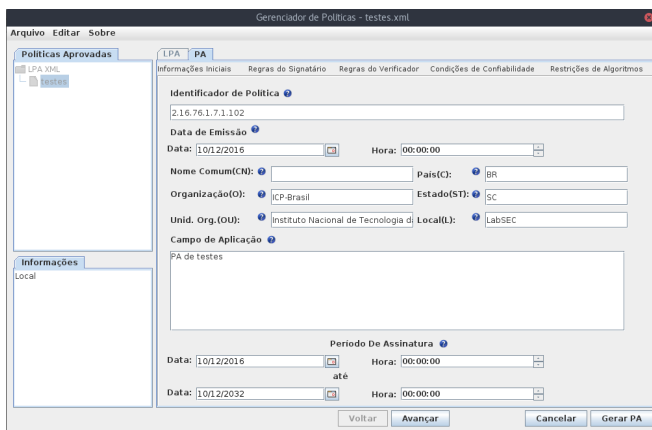 Gerenciador de Políticas - testes.xml
Arquivo Editar Sobre
Políticas Aprovadas
LPA XML
testes
Informações
Local
LPA PA
Informações Iniciais Regras do Signatário Regras do Verificador Condições de Confiabilidade Restrições de Algoritmos
Identificador de Política
2.16.76.1.7.1.102
Data de Emissão
Data: 10/12/2016 Hora: 00:00:00
Nome Comum(CN): País(C): BR
Organização(O): ICP-Brasil Estado(ST): SC
Unid. Org.(OU): Instituto Nacional de Tecnologia Local(L): LabSEC
Campo de Aplicação
PA de testes
Período De Assinatura
Data: 10/12/2016 Hora: 00:00:00
até
Data: 10/12/2032 Hora: 00:00:00
Voltar Avançar Cancelar Gerar PA